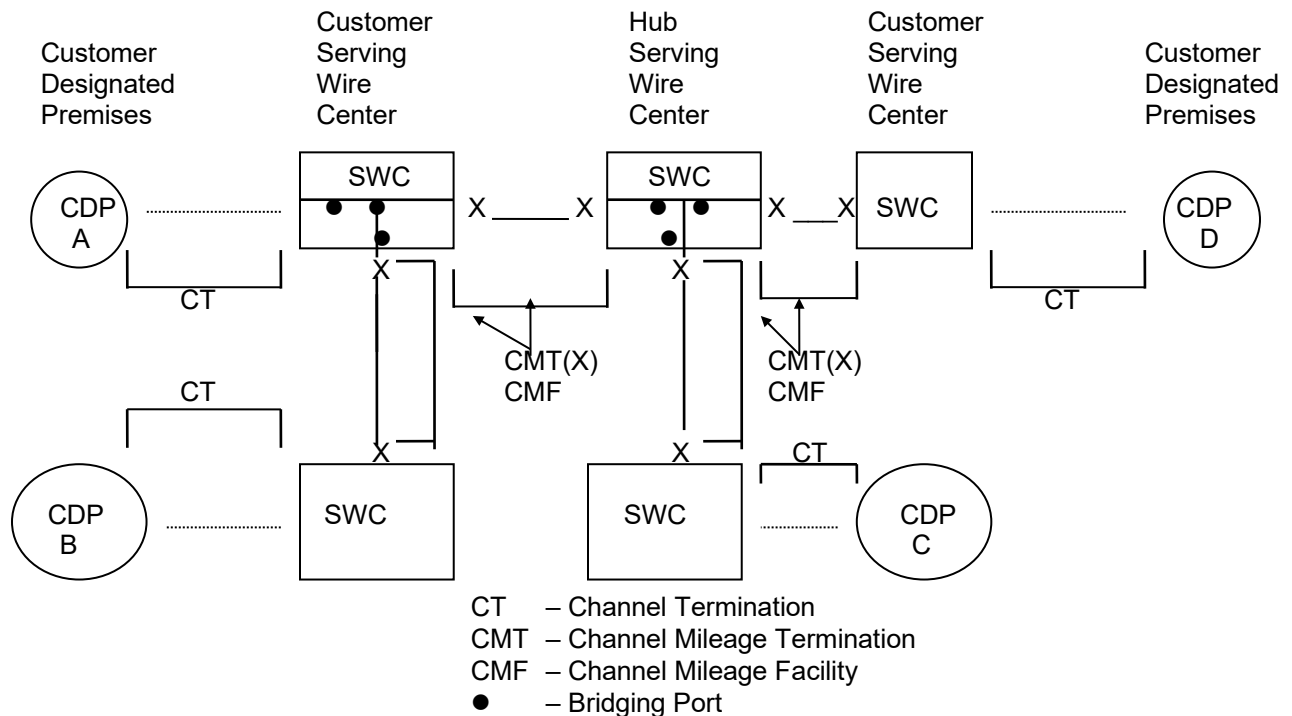 Customer
Designated
Premises
Customer
Serving
Wire
Center
Hub
Serving
Wire
Center
Customer
Serving
Wire
Center
Customer
Designated
Premises
CDP
A
SWC
X _____ X
SWC
X ___X
SWC
CDP
D
X
X
CT
CT
CMT(X)
CMF
CMT(X)
CMF
CT
X
X
CT
CDP
B
SWC
SWC
CDP
C
CT – Channel Termination
CMT – Channel Mileage Termination
CMF – Channel Mileage Facility
● – Bridging Port